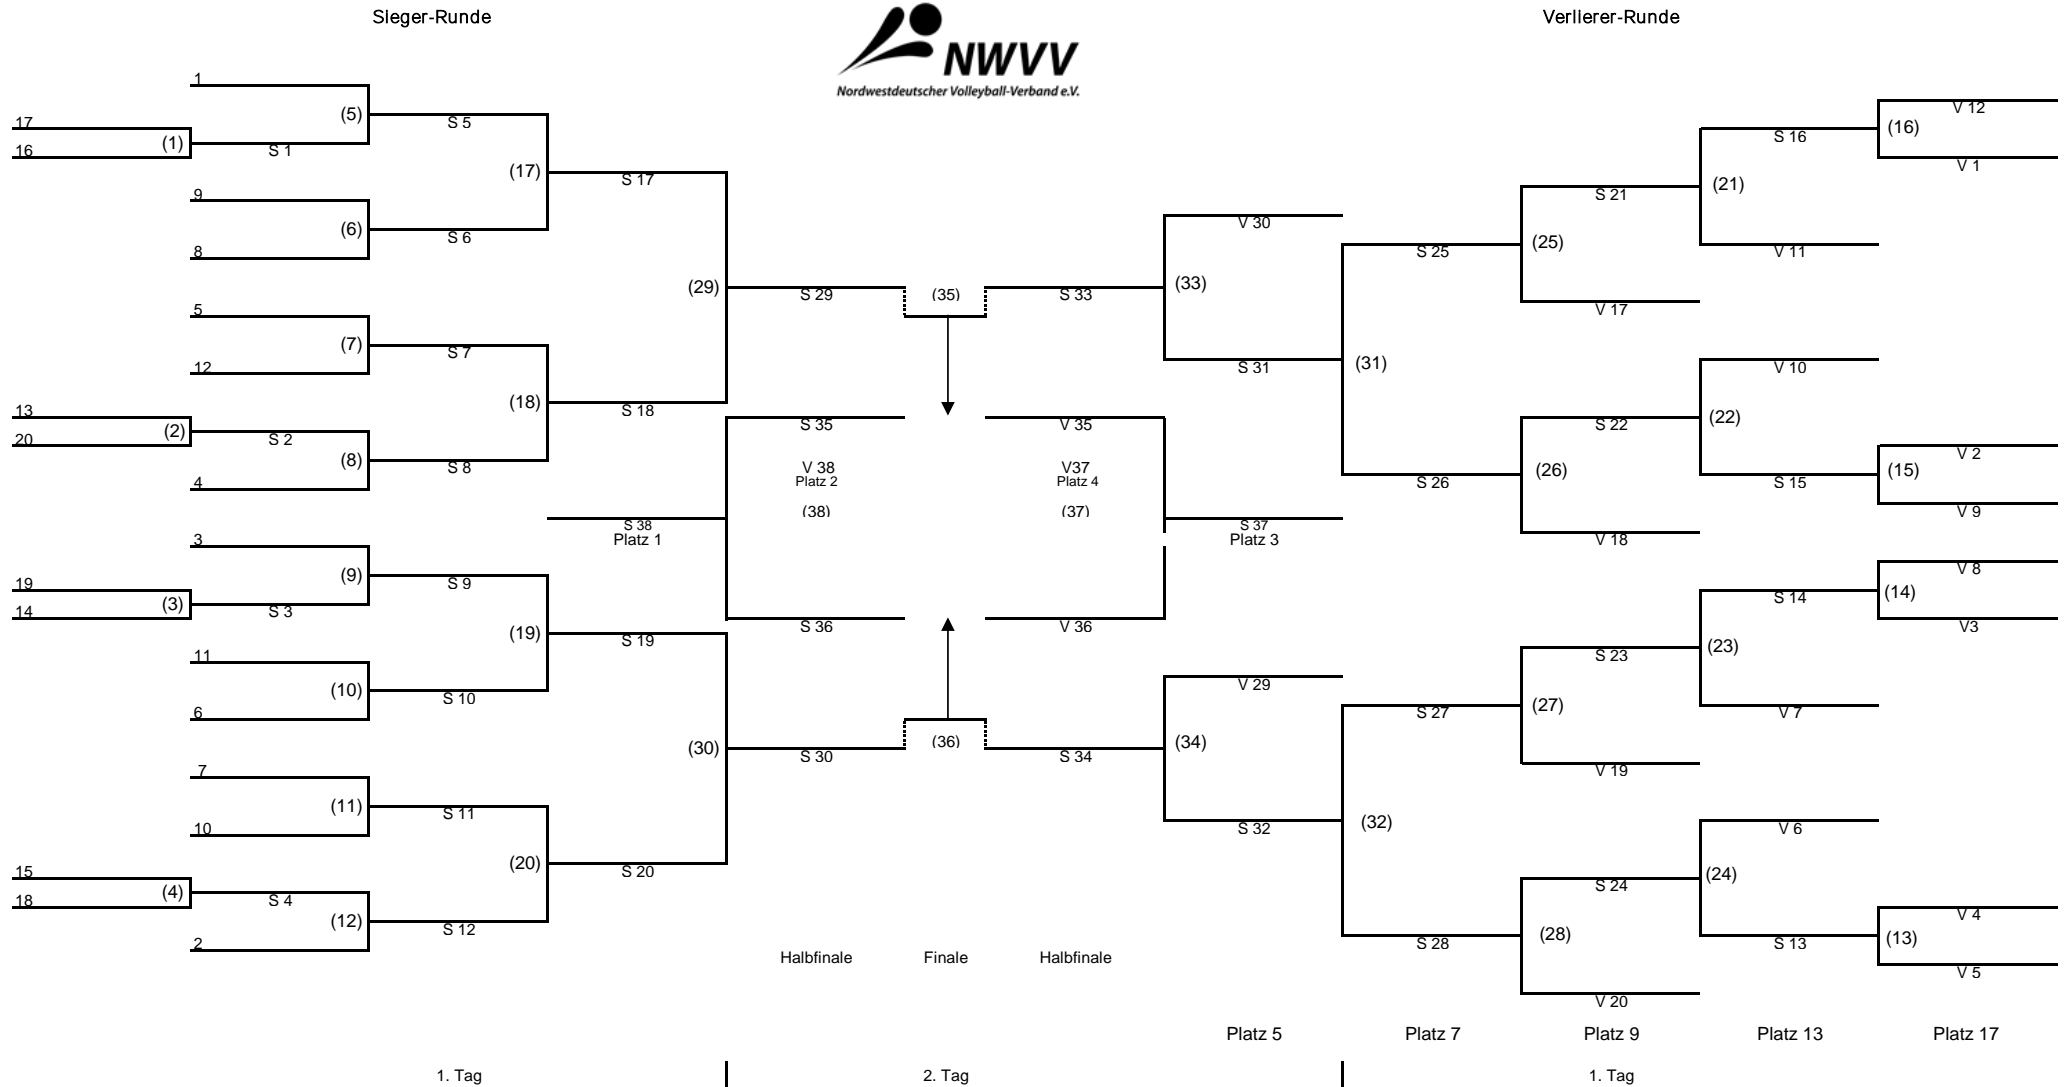 Sieger-Runde
Verlierer-Runde
NWVV
Nordwestdeutscher Volleyball-Verband e.V.
1
(5)
S 5
17
(1)
16
S 1
(17)
S 17
9
(6)
S 6
8
(29)
S 29
5
(7)
S 7
12
(18)
S 18
13
(2)
20
S 2
(8)
S 8
4
3
(9)
S 9
19
(3)
14
S 3
(19)
S 19
11
(10)
S 10
6
(30)
S 30
7
(11)
S 11
10
(20)
S 20
15
(4)
18
S 4
(12)
S 12
2
S 38
Platz 1
S 35
V 38
Platz 2
(38)
S 36
(35)
(36)
V 35
V37
Platz 4
(37)
V 36
S 37
Platz 3
S 33
(33)
V 30
S 31
(31)
S 25
(25)
S 21
V 17
(21)
S 16
V 11
(16)
V 12
V 1
S 26
(26)
S 22
V 18
(22)
V 10
S 15
(15)
V 2
V 9
S 34
(34)
V 29
S 32
(32)
S 27
(27)
S 23
V 19
(23)
S 14
V 7
(14)
V 8
V3
S 28
(28)
S 24
V 20
(24)
V 6
S 13
(13)
V 4
V 5
Halbfinale
Finale
Halbfinale
Platz 5
Platz 7
Platz 9
Platz 13
Platz 17
1. Tag
2. Tag
1. Tag